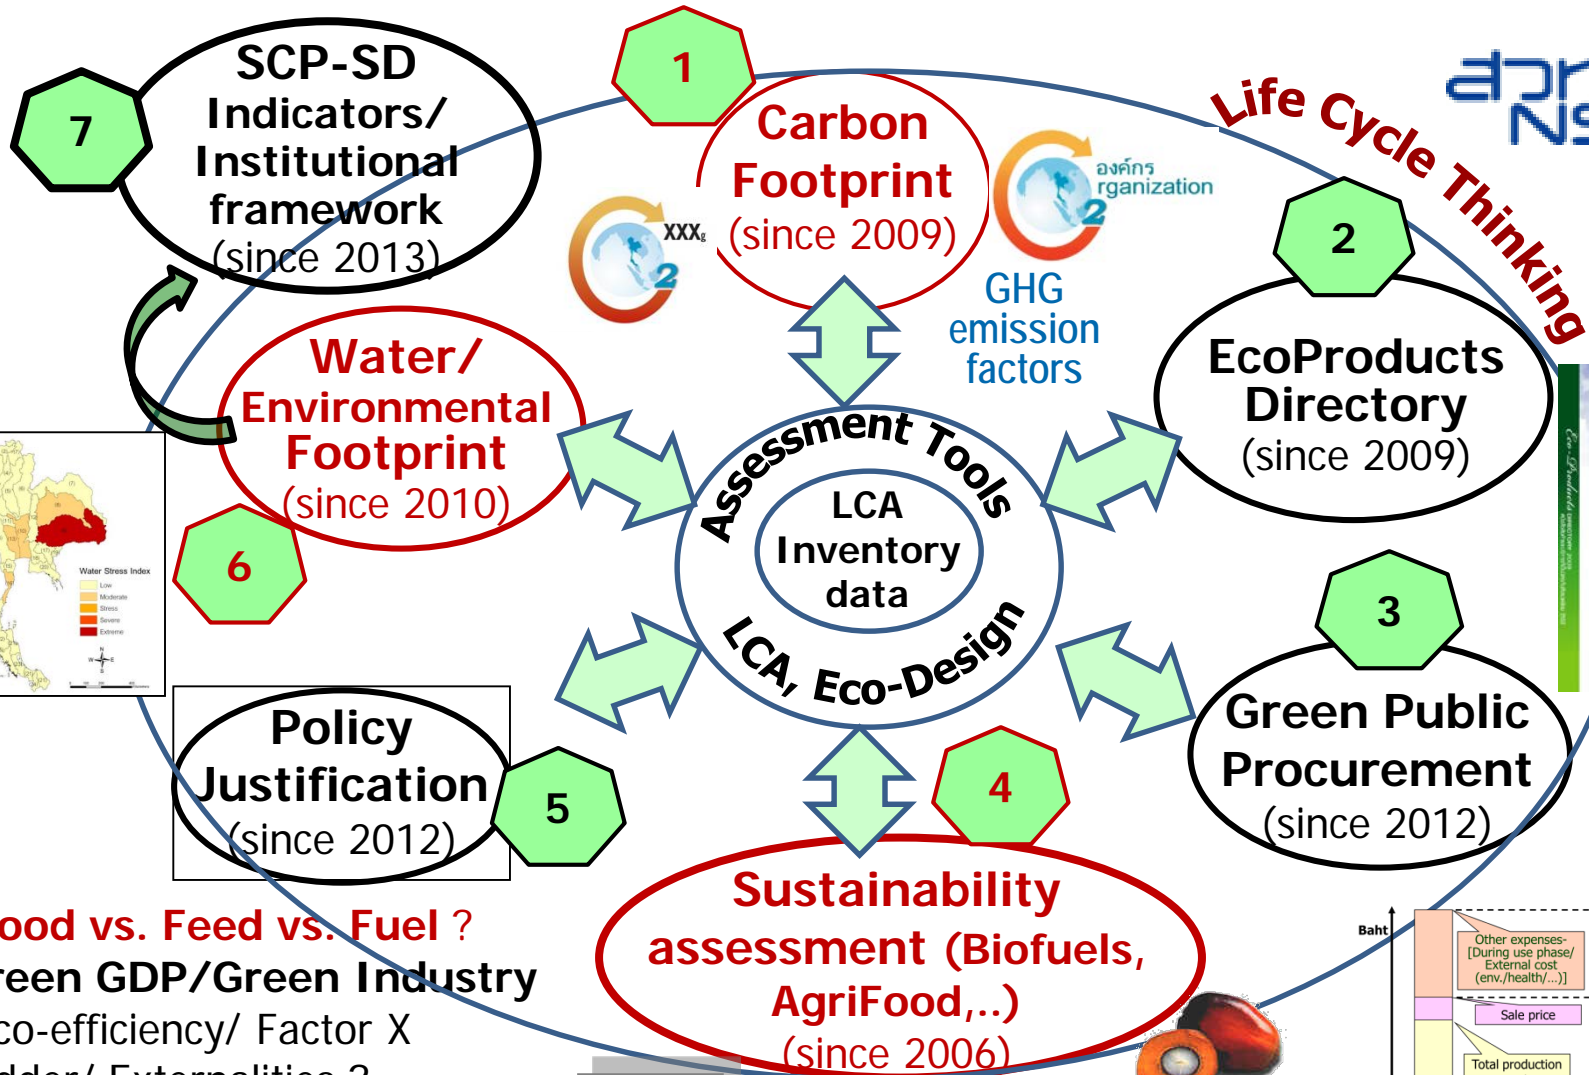 7
SCP-SD
Indicators/
Institutional
framework
(since 2013)
1
Carbon
Footprint
(since 2009)
XXXg
2
องค์กร
rganization
2
GHG
emission
factors
Life Cycle Thinking
2
EcoProducts
Directory
(since 2009)
Water/
Environmental
Footprint
(since 2010)
6
Water Stress Index
Low
Moderate
Stress
Severe
Extreme
N
W
E
S
Assessment Tools
LCA
Inventory
data
LCA, Eco-Design
3
Green Public
Procurement
(since 2012)
Policy
Justification
(since 2012)
5
4
Sustainability
assessment (Biofuels,
AgriFood,..)
(since 2006)
ood vs. Feed vs. Fuel ?
reen GDP/Green Industry
co-efficiency/ Factor X
dder/ Externalities ?
Baht
Other expenses-
[During use phase/
External cost
(env./health/...)]
Sale price
Total production